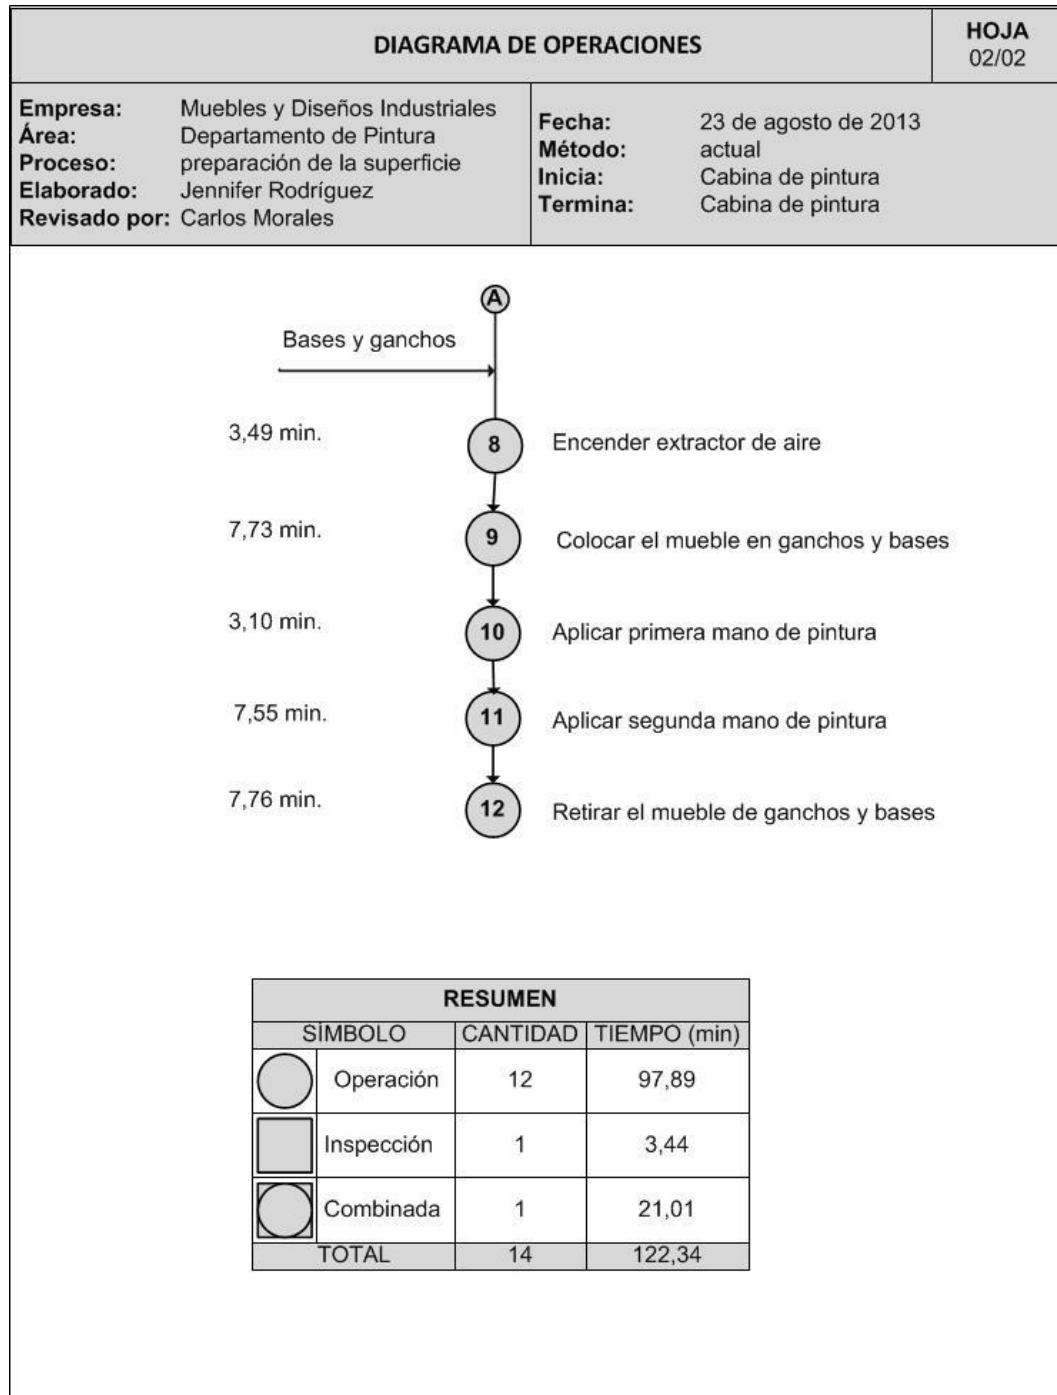 DIAGRAMA DE OPERACIONES
HOJA
02/02
Empresa: Muebles y Diseños Industriales
Área: Departamento de Pintura
Proceso: preparación de la superficie
Elaborado: Jennifer Rodríguez
Revisado por: Carlos Morales
Fecha: 23 de agosto de 2013
Método: actual
Inicia: Cabina de pintura
Termina: Cabina de pintura
A
Bases y ganchos
3,49 min. 8 Encender extractor de aire
7,73 min. 9 Colocar el mueble en ganchos y bases
3,10 min. 10 Aplicar primera mano de pintura
7,55 min. 11 Aplicar segunda mano de pintura
7,76 min. 12 Retirar el mueble de ganchos y bases
RESUMEN
SÍMBOLO CANTIDAD TIEMPO (min)
Operación 12 97,89
Inspección 1 3,44
Combinada 1 21,01
TOTAL 14 122,34